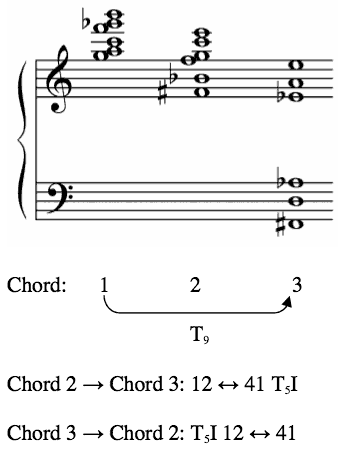 Chord: 1 2 3
T₉
Chord 2 → Chord 3: 12 ↔ 41 T₅I
Chord 3 → Chord 2: T₅I 12 ↔ 41